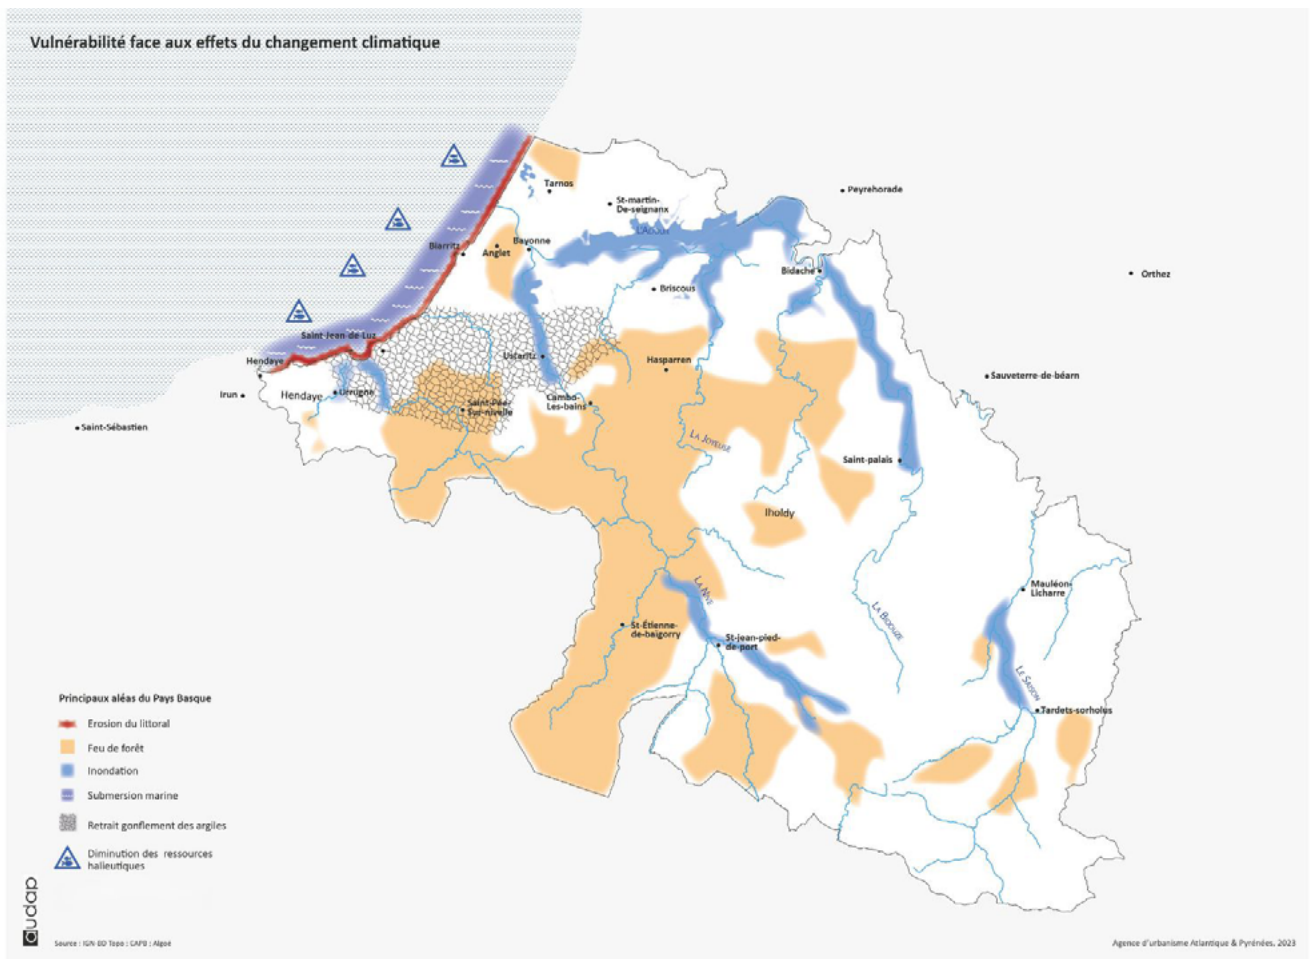 Vulnérabilité face aux effets du changement climatique
Tarnos
Peyrehorade
St-martin-
De-seignanx
L'Adour
Biarritz
Anglet
Bayonne
Bidache
Orthez
Briscous
Saint-Jean-de-Luz
Hendaye
Ustaritz
Hasparren
Irun
Hendaye
Urrugne
Saint-Pée-
Sur-nivelle
Cambo-
Les-bains
Sauveterre-de-béarn
Saint-Sébastien
La Joyeuse
Saint-palais
Iholdy
La Nive
Mauléon-
Licharre
La Bidouze
St-Étienne-
de-baigorry
St-jean-pied-
de-port
Le Saison
Tardets-sorholus
Principaux aléas du Pays Basque
Erosion du littoral
Feu de forêt
Inondation
Submersion marine
Retrait gonflement des argiles
Diminution des ressources
halieutiques
audap
Source : IGN BD Topo ; CAPB ; Algoé
Agence d'urbanisme Atlantique & Pyrénées, 2023